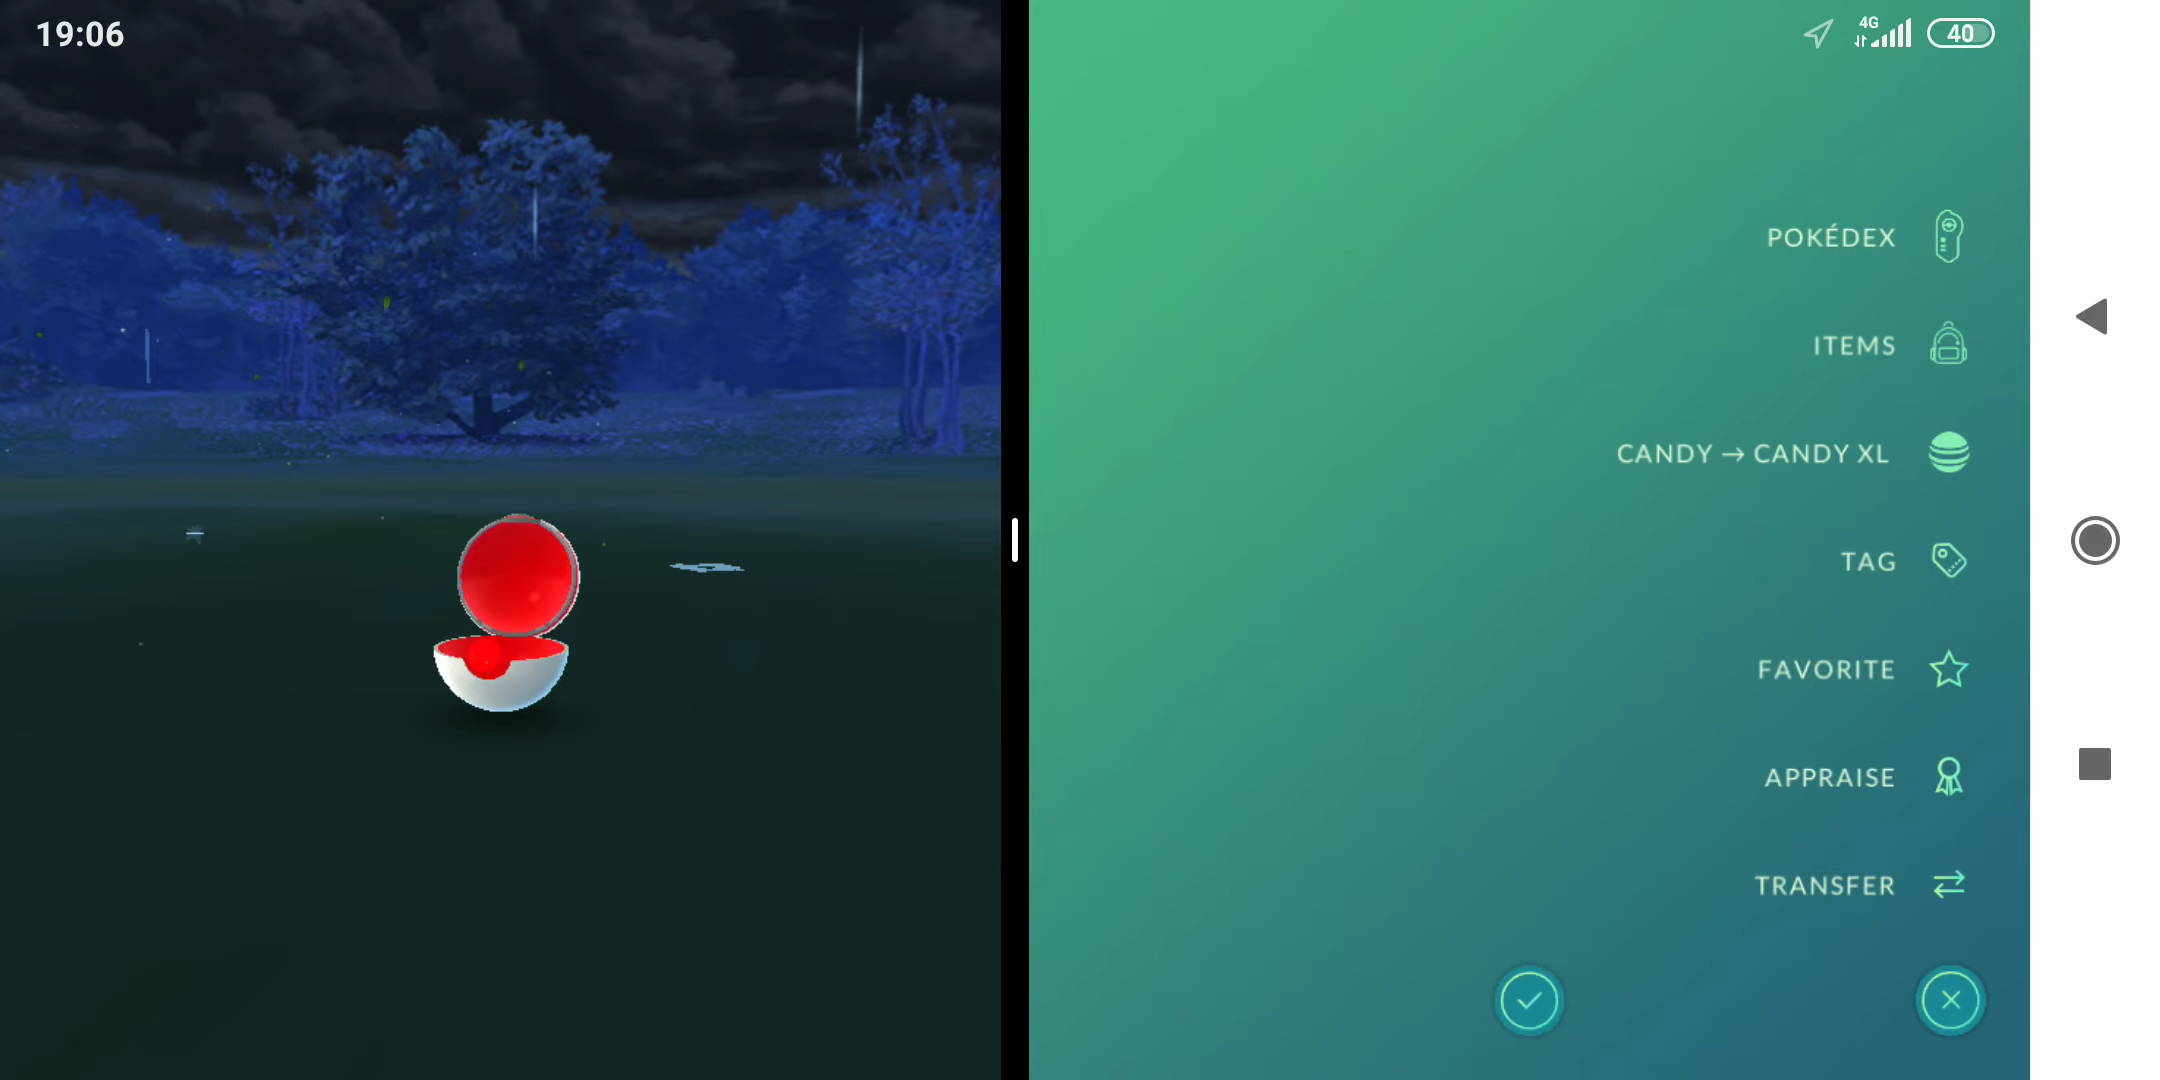 19:06
4G
40
POKÉDEX
ITEMS
CANDY → CANDY XL
TAG
FAVORITE
APPRAISE
TRANSFER